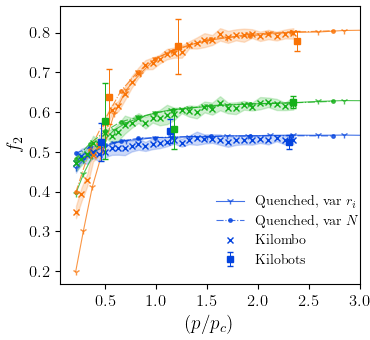 0.8
0.7
0.6
0.5
0.4
0.3
0.2
f₂
Quenched, var rᵢ
Quenched, var N
Kilombo
Kilobots
0.5 1.0 1.5 2.0 2.5 3.0
(p/p_c)